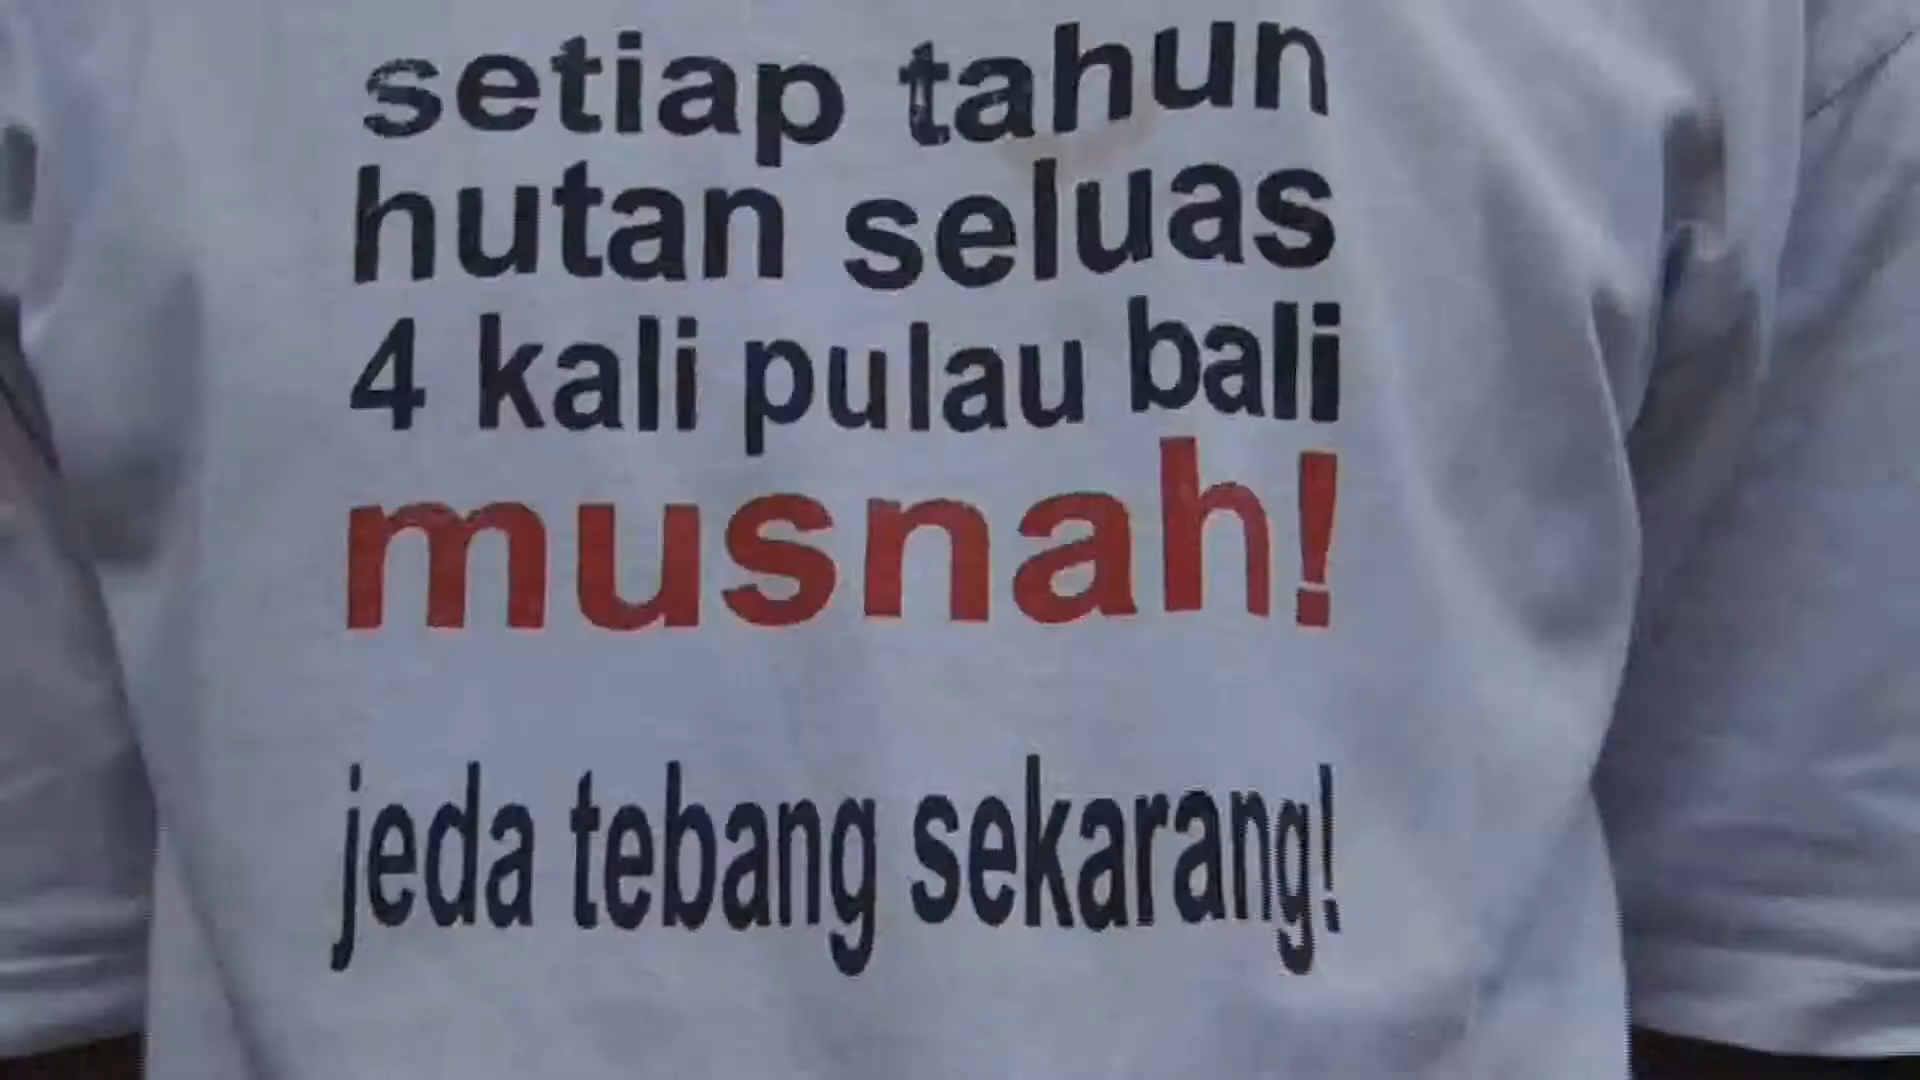 setiap tahun
hutan seluas
4 kali pulau bali
musnah!
jeda tebang sekarang!